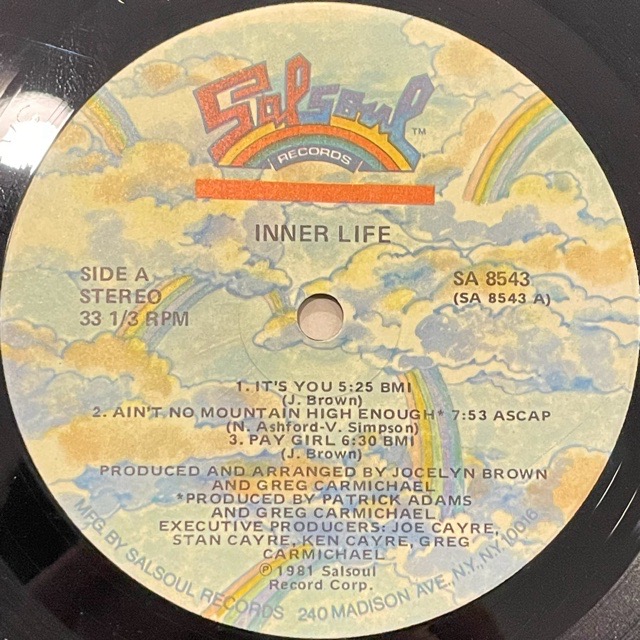 Salsoul TM
RECORDS
INNER LIFE
SIDE A
STEREO
33 1/3 RPM
SA 8543
(SA 8543 A)
1. IT'S YOU 5:25 BMI
(J. Brown)
2. AIN'T NO MOUNTAIN HIGH ENOUGH* 7:53 ASCAP
(N. Ashford-V. Simpson)
3. PAY GIRL 6:30 BMI
(J. Brown)
PRODUCED AND ARRANGED BY JOCELYN BROWN
AND GREG CARMICHAEL
*PRODUCED BY PATRICK ADAMS
AND GREG CARMICHAEL
EXECUTIVE PRODUCERS: JOE CAYRE,
STAN CAYRE, KEN CAYRE, GREG
CARMICHAEL
℗1981 Salsoul
Record Corp.
MFG. BY SALSOUL RECORDS 240 MADISON AVE., N.Y., N.Y. 10016